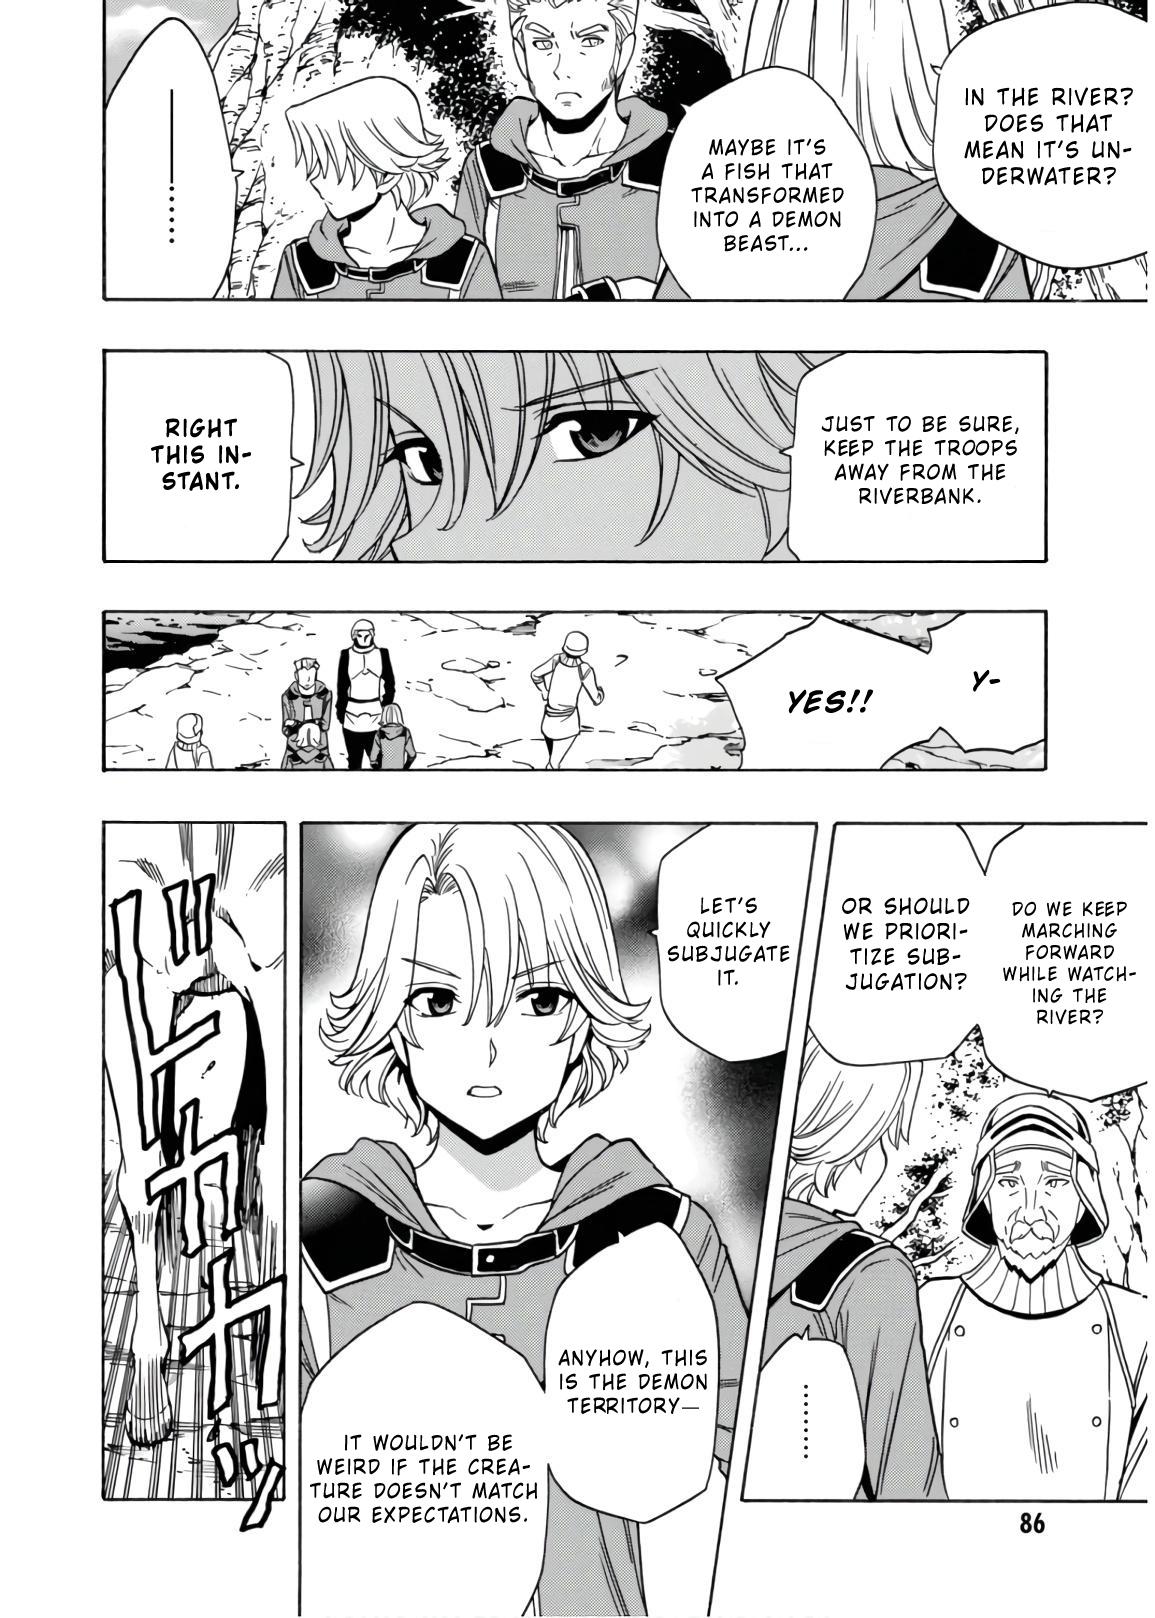 IN THE RIVER?
DOES THAT
MEAN IT'S UN-
DERWATER?
MAYBE IT'S
A FISH THAT
TRANSFORMED
INTO A DEMON
BEAST...
—.......
JUST TO BE SURE,
KEEP THE TROOPS
AWAY FROM THE
RIVERBANK.
RIGHT
THIS IN-
STANT.
Y-
YES!!
DO WE KEEP
MARCHING
FORWARD
WHILE WATCH-
ING THE
RIVER?
OR SHOULD
WE PRIORI-
TIZE SUB-
JUGATION?
.........
LET'S
QUICKLY
SUBJUGATE
IT.
ANYHOW, THIS
IS THE DEMON
TERRITORY—
IT WOULDN'T BE
WEIRD IF THE CREA-
TURE DOESN'T MATCH
OUR EXPECTATIONS.
86